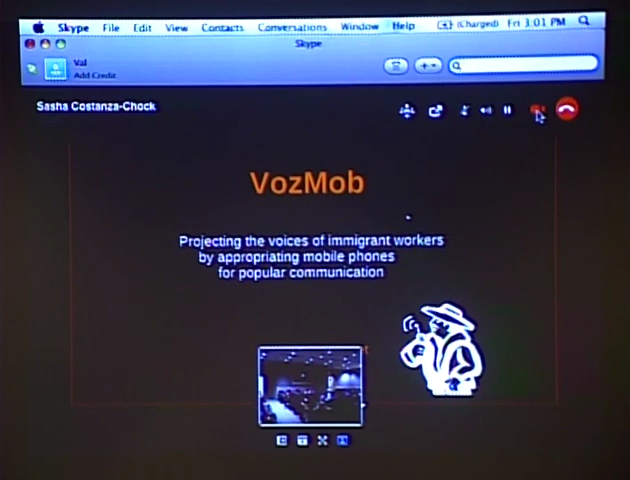 Skype File Edit View Contacts Conversations Window Help (Charged) Fri 3:01 PM
Skype
Val
Add Credit
Sasha Costanza-Chock
VozMob
Projecting the voices of immigrant workers
by appropriating mobile phones
for popular communication